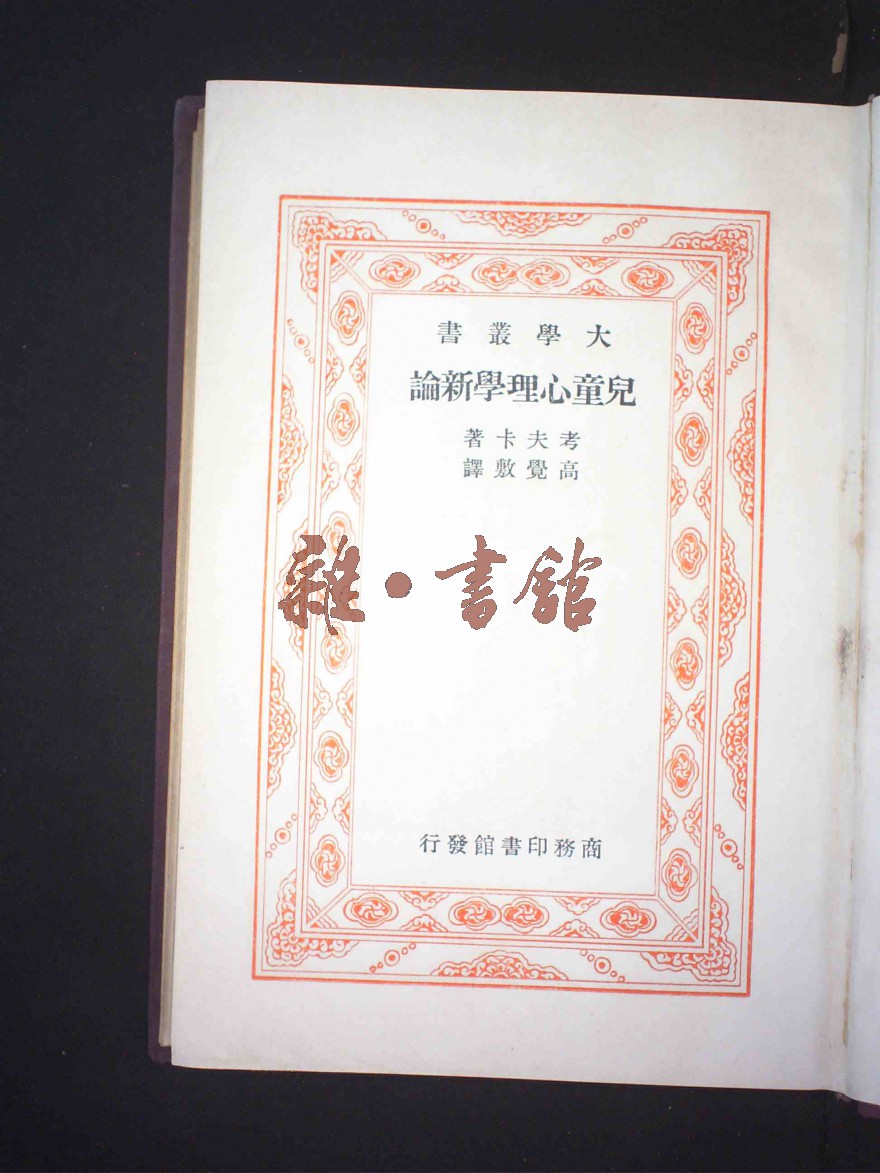 大學叢書
兒童心理學新論
考夫卡著
高覺敷譯
雜·書館
商務印書館發行